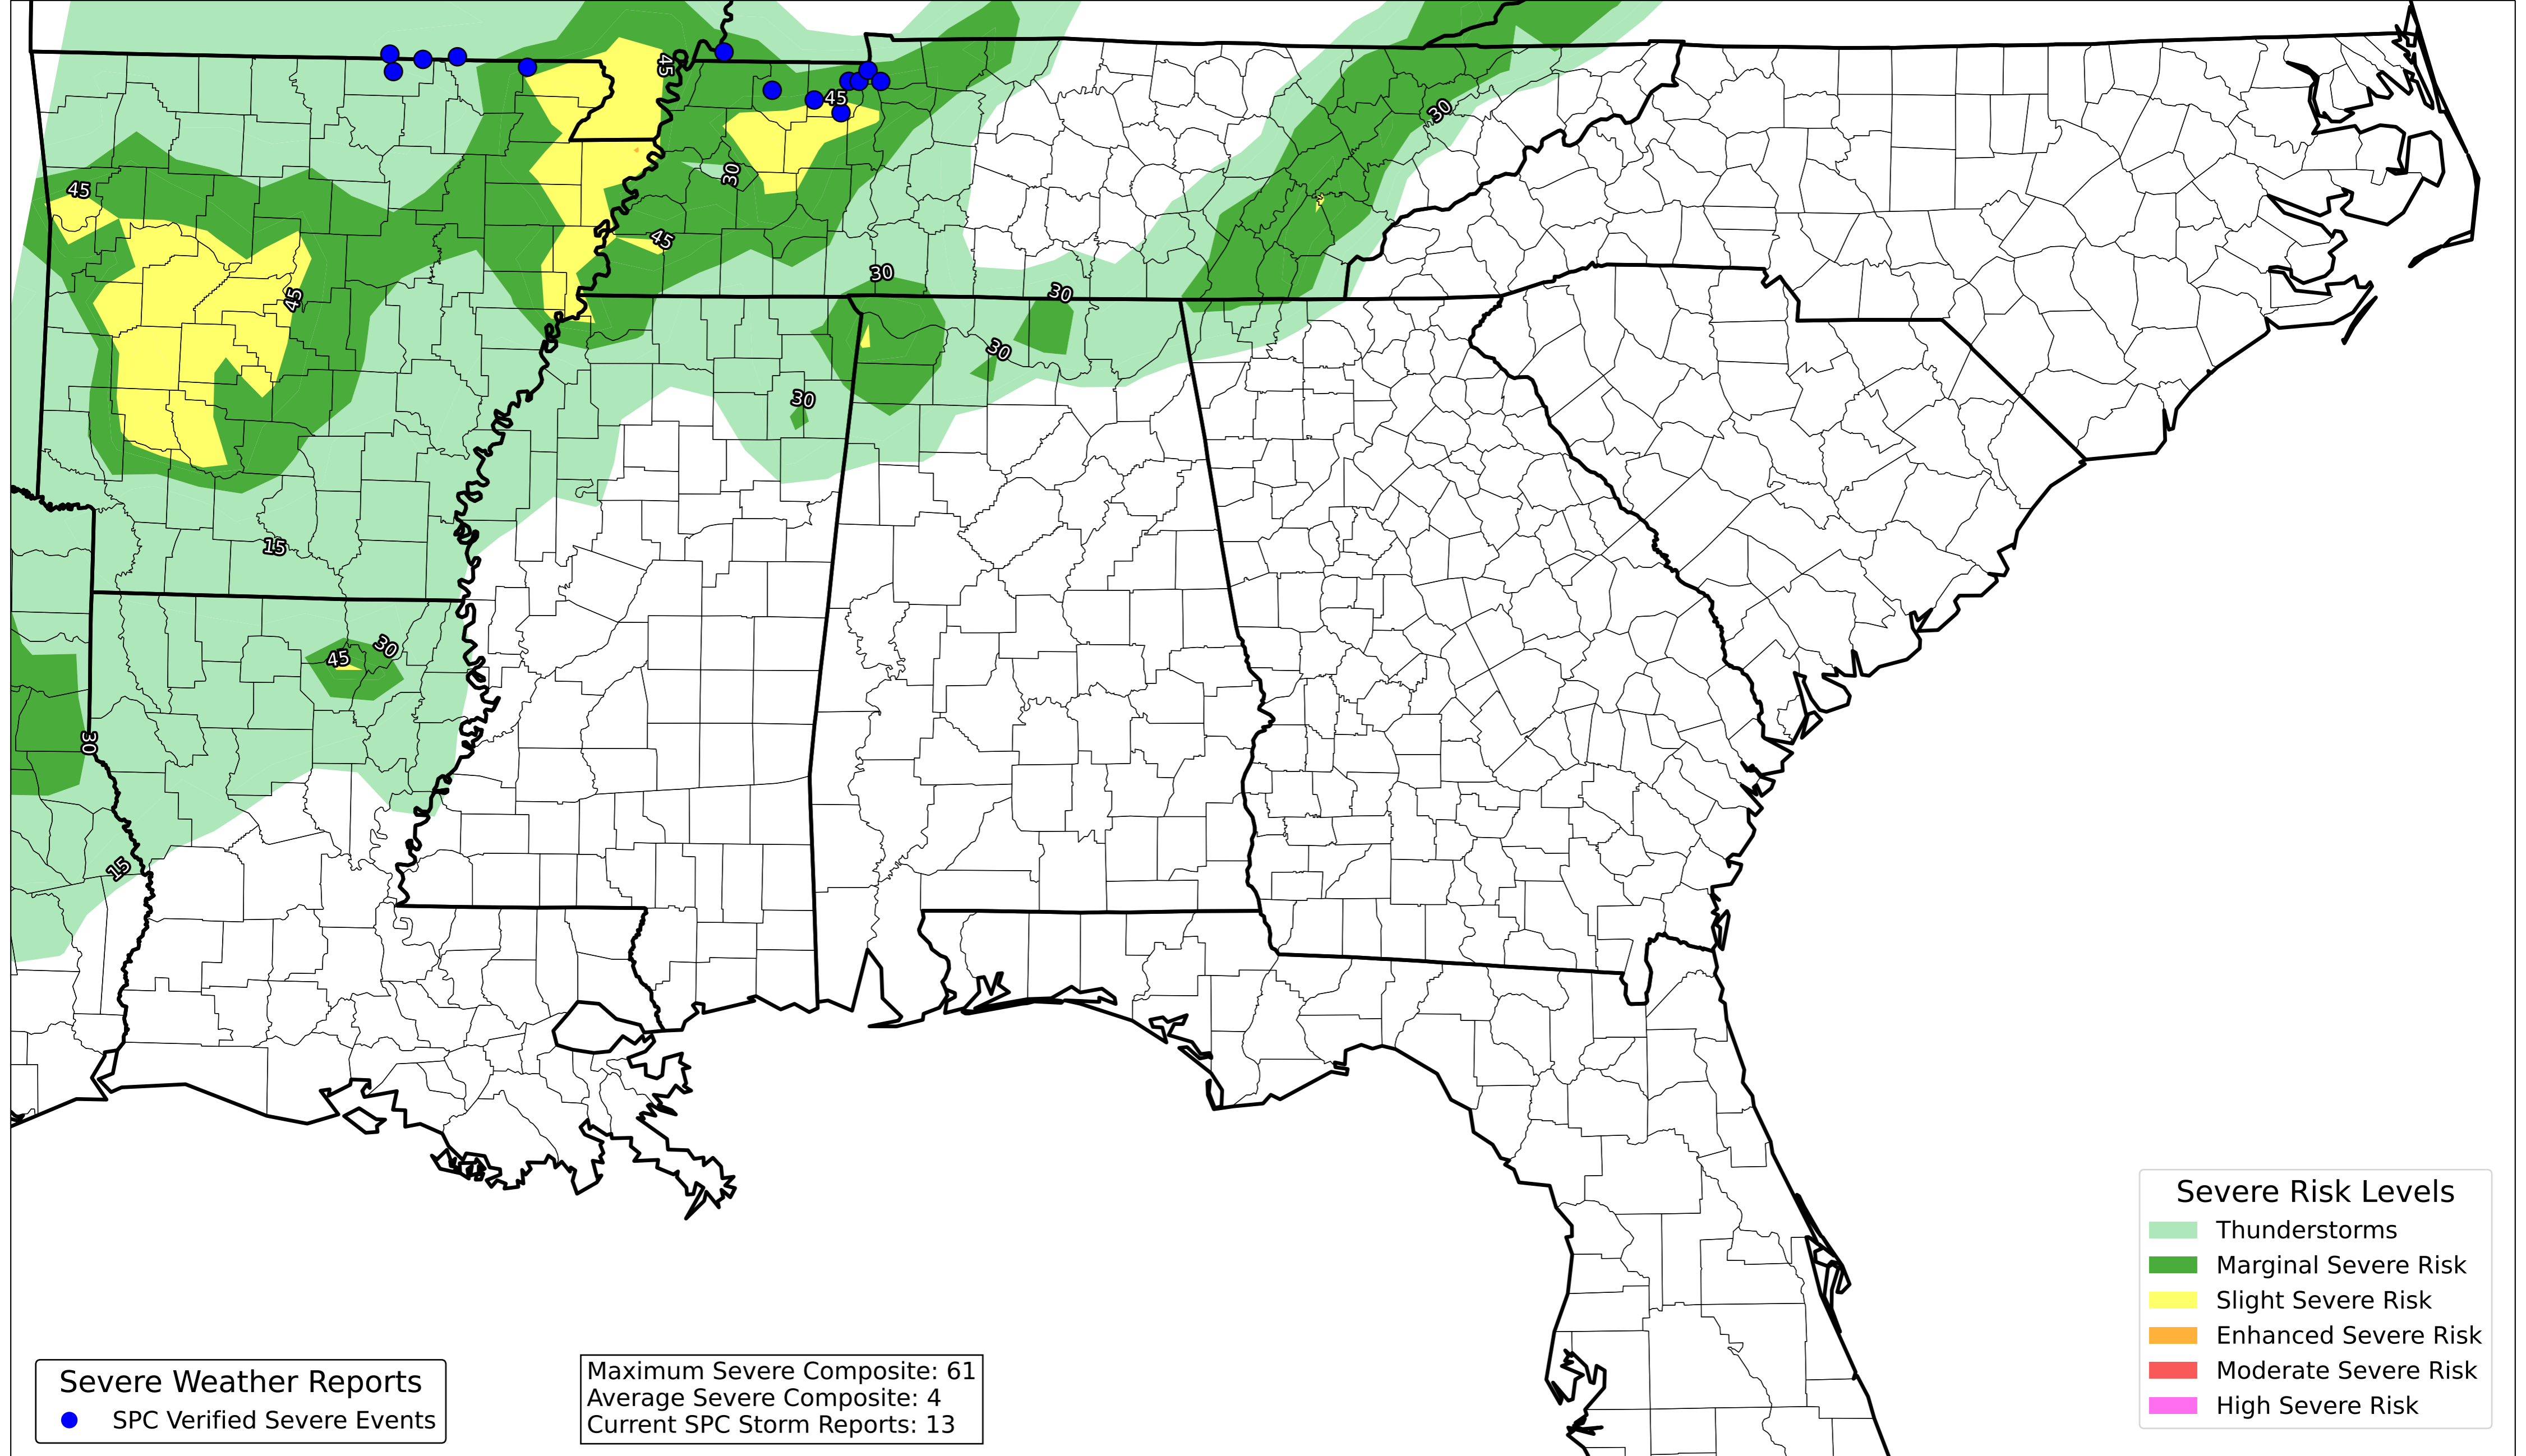 45
45
30
45
30
45
30
45
30
30
30
15
45
30
30
15
Severe Risk Levels
Thunderstorms
Marginal Severe Risk
Slight Severe Risk
Enhanced Severe Risk
Moderate Severe Risk
High Severe Risk
Severe Weather Reports
SPC Verified Severe Events
Maximum Severe Composite: 61
Average Severe Composite: 4
Current SPC Storm Reports: 13